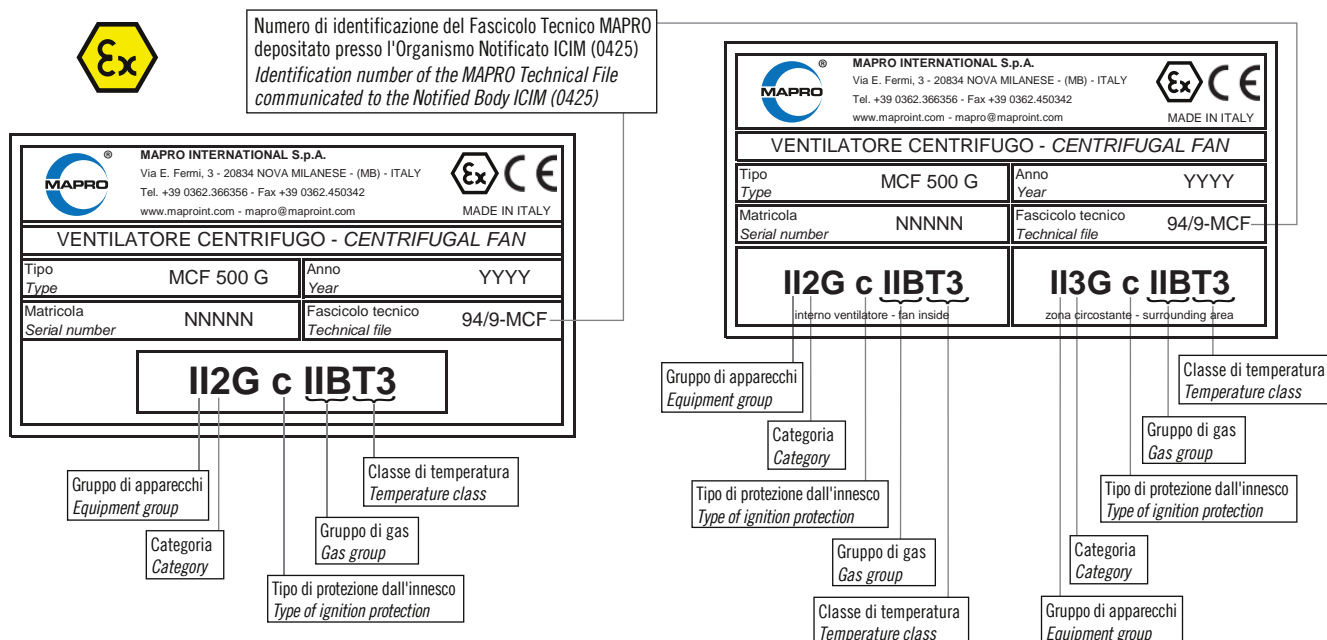 Ex
Numero di identificazione del Fascicolo Tecnico MAPRO
depositato presso l'Organismo Notificato ICIM (0425)
Identification number of the MAPRO Technical File
communicated to the Notified Body ICIM (0425)
MAPRO ®
MAPRO INTERNATIONAL S.p.A.
Via E. Fermi, 3 - 20834 NOVA MILANESE - (MB) - ITALY
Tel. +39 0362.366356 - Fax +39 0362.450342
www.maproint.com - mapro@maproint.com
Ex CE
MADE IN ITALY
VENTILATORE CENTRIFUGO - CENTRIFUGAL FAN
Tipo
Type
MCF 500 G
Anno
Year
YYYY
Matricola
Serial number
NNNNN
Fascicolo tecnico
Technical file
94/9-MCF
II2G c IIBT3
Gruppo di apparecchi
Equipment group
Categoria
Category
Tipo di protezione dall'innesco
Type of ignition protection
Gruppo di gas
Gas group
Classe di temperatura
Temperature class
MAPRO ®
MAPRO INTERNATIONAL S.p.A.
Via E. Fermi, 3 - 20834 NOVA MILANESE - (MB) - ITALY
Tel. +39 0362.366356 - Fax +39 0362.450342
www.maproint.com - mapro@maproint.com
Ex CE
MADE IN ITALY
VENTILATORE CENTRIFUGO - CENTRIFUGAL FAN
Tipo
Type
MCF 500 G
Anno
Year
YYYY
Matricola
Serial number
NNNNN
Fascicolo tecnico
Technical file
94/9-MCF
II2G c IIBT3
interno ventilatore - fan inside
II3G c IIBT3
zona circostante - surrounding area
Gruppo di apparecchi
Equipment group
Categoria
Category
Tipo di protezione dall'innesco
Type of ignition protection
Gruppo di gas
Gas group
Classe di temperatura
Temperature class
Classe di temperatura
Temperature class
Gruppo di gas
Gas group
Tipo di protezione dall'innesco
Type of ignition protection
Categoria
Category
Gruppo di apparecchi
Equipment group